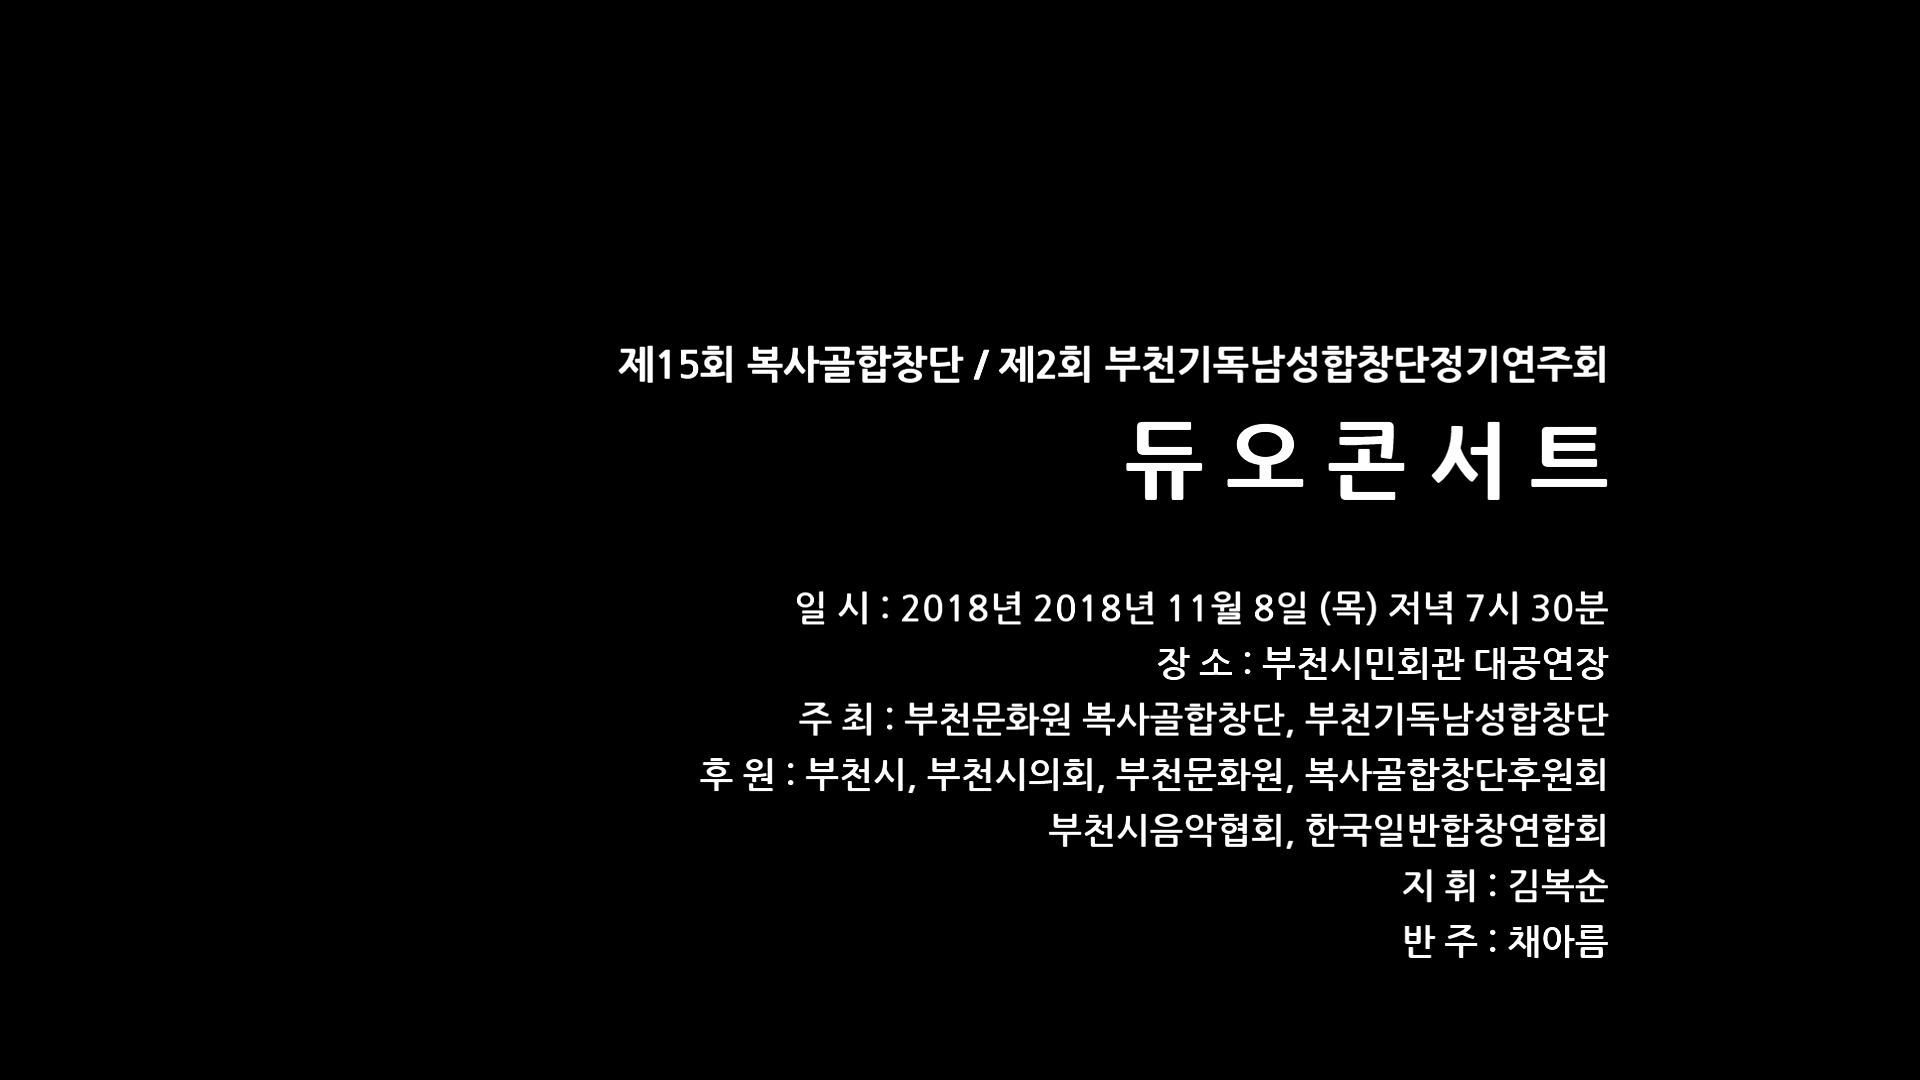 제15회 복사골합창단 / 제2회 부천기독남성합창단정기연주회
듀오콘서트
일 시 : 2018년 2018년 11월 8일 (목) 저녁 7시 30분
장 소 : 부천시민회관 대공연장
주 최 : 부천문화원 복사골합창단, 부천기독남성합창단
후 원 : 부천시, 부천시의회, 부천문화원, 복사골합창단후원회
부천시음악협회, 한국일반합창연합회
지 휘 : 김복순
반 주 : 채아름